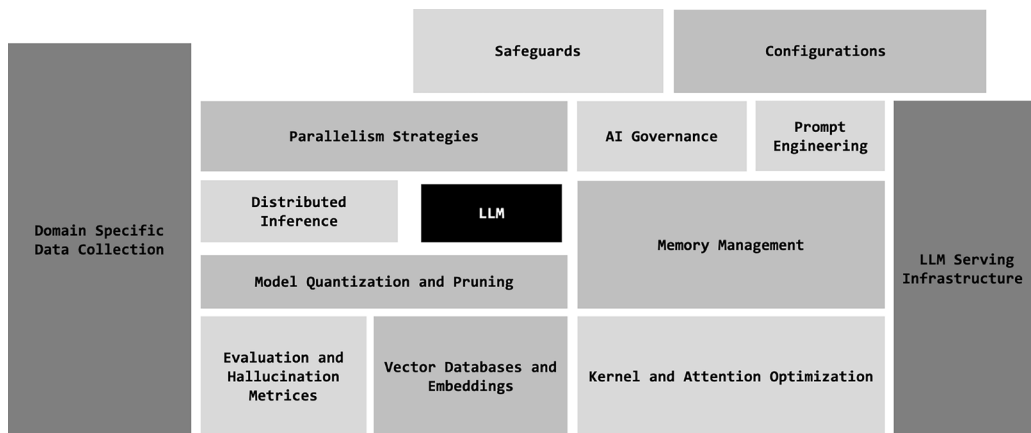 Safeguards
Configurations
Parallelism Strategies
AI Governance
Prompt
Engineering
Domain Specific
Data Collection
Distributed
Inference
LLM
Memory Management
LLM Serving
Infrastructure
Model Quantization and Pruning
Evaluation and
Hallucination
Metrices
Vector Databases and
Embeddings
Kernel and Attention Optimization